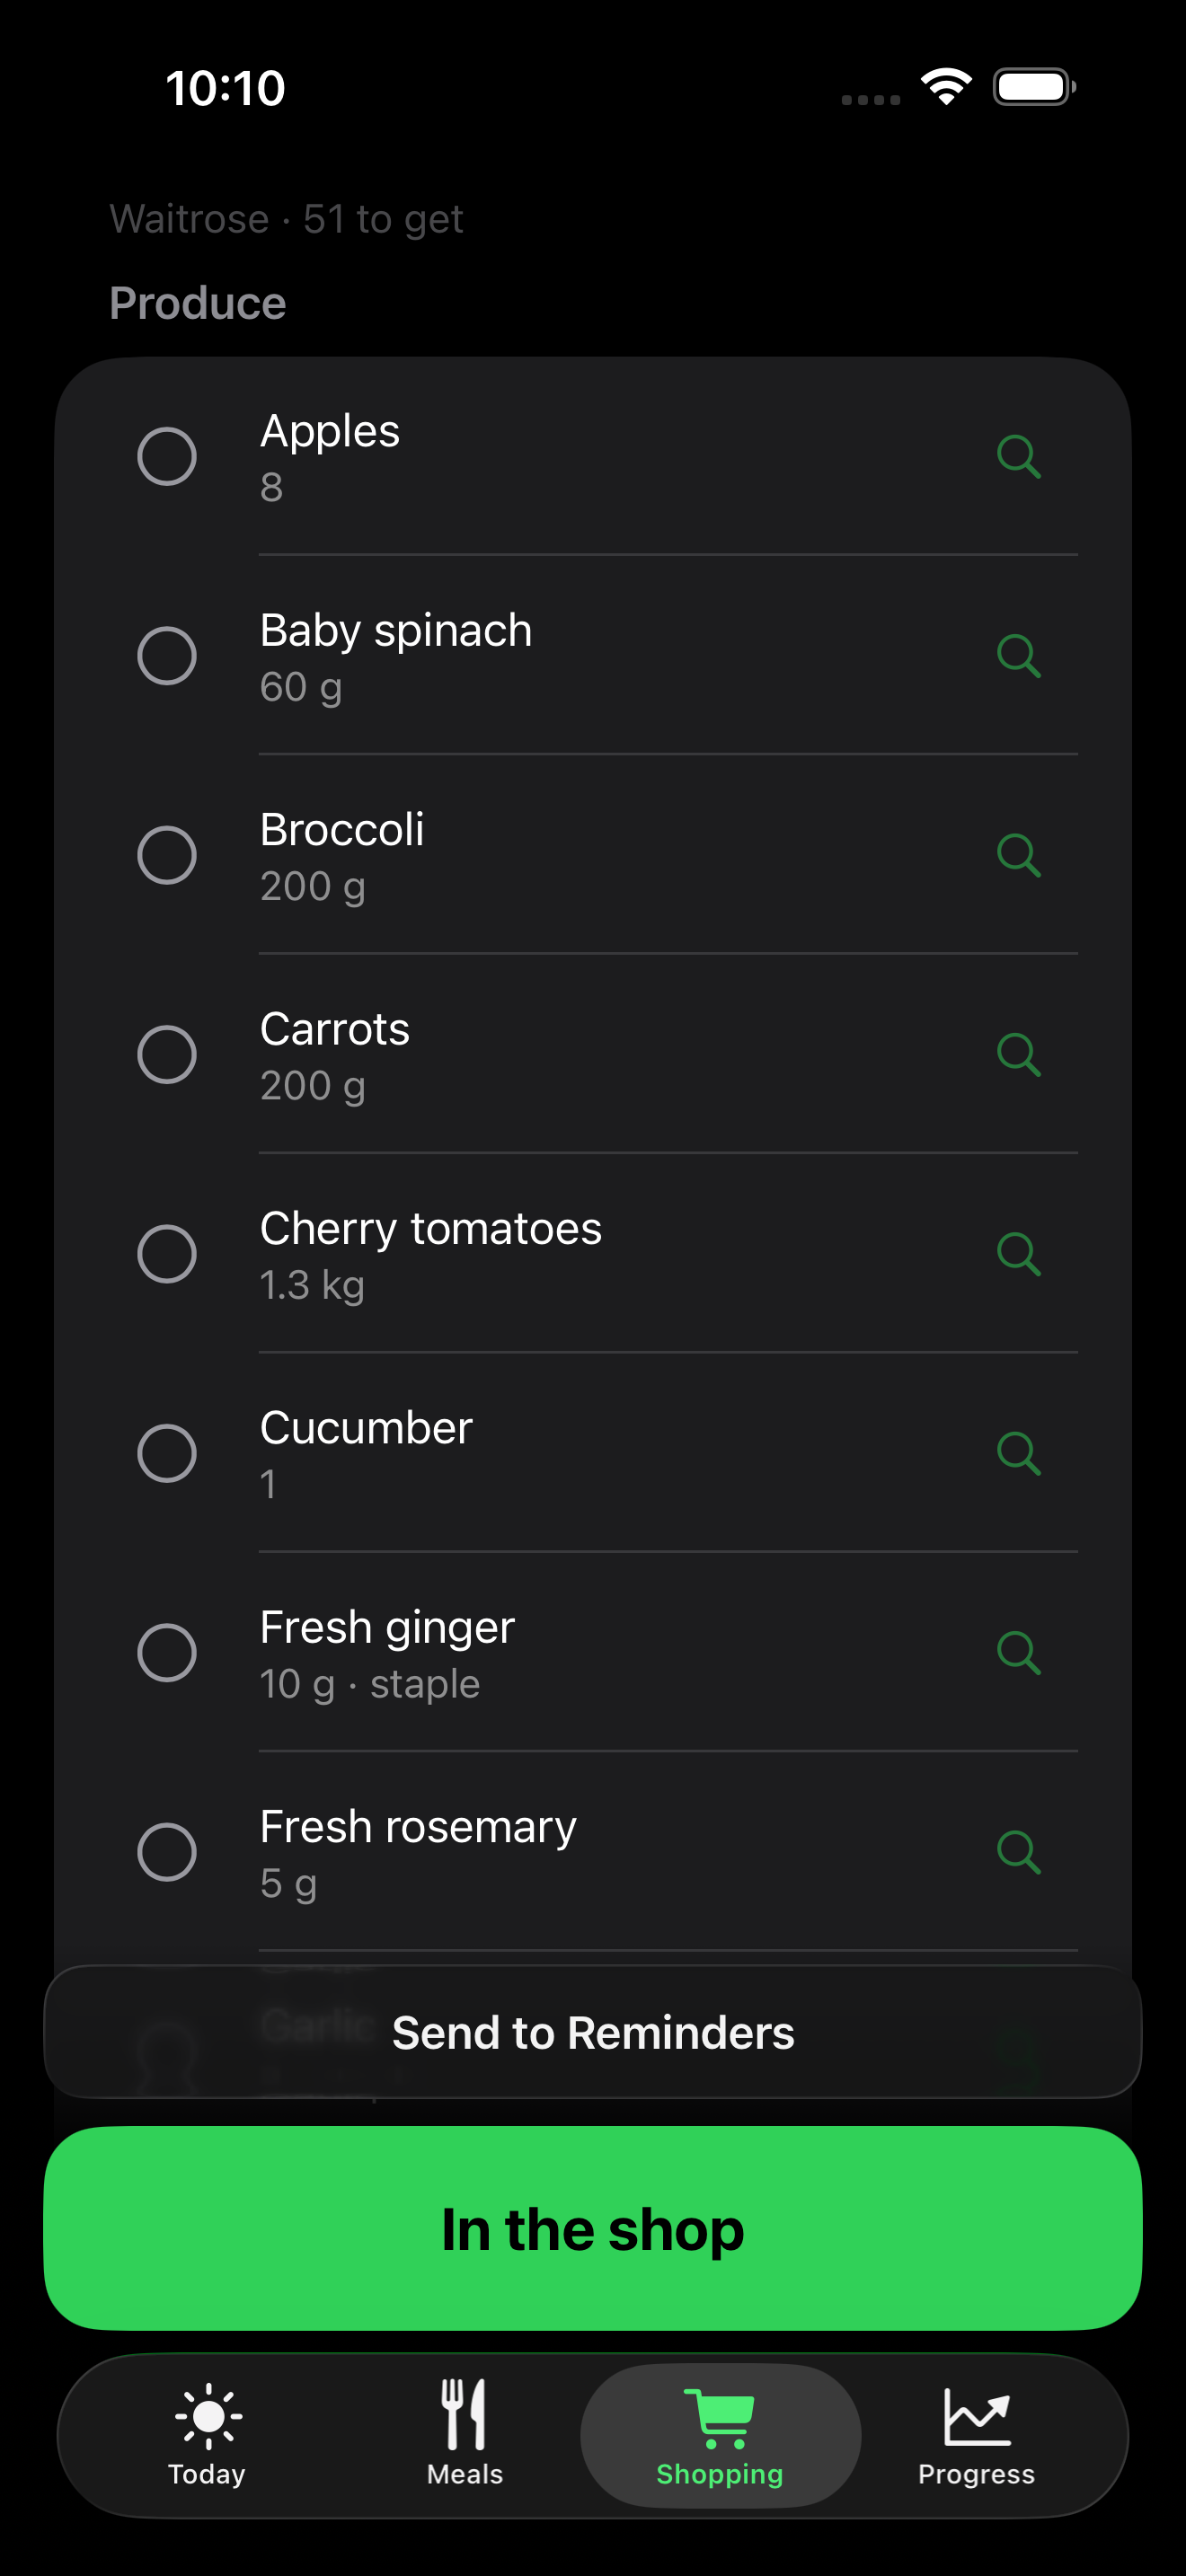 10:10
Waitrose · 51 to get
Produce
Apples
8
Baby spinach
60 g
Broccoli
200 g
Carrots
200 g
Cherry tomatoes
1.3 kg
Cucumber
1
Fresh ginger
10 g · staple
Fresh rosemary
5 g
Garlic
Send to Reminders
In the shop
Today
Meals
Shopping
Progress